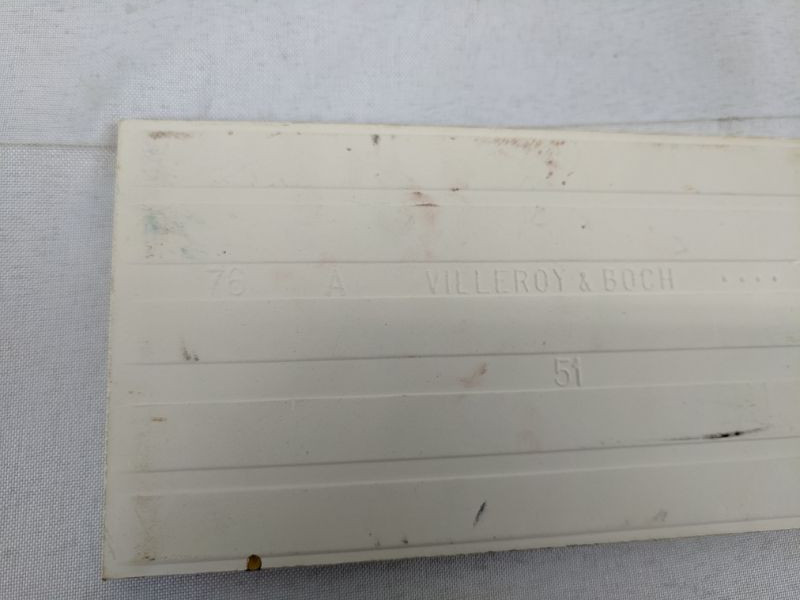 76 A VILLEROY & BOCH ....
51